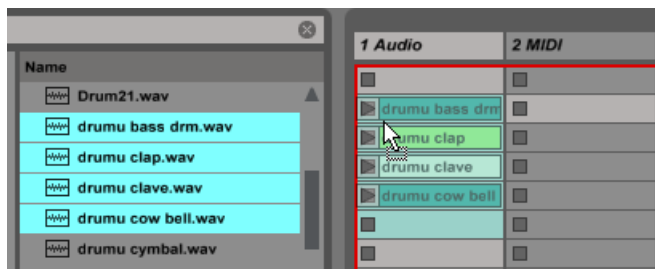 Name
Drum21.wav
drumu bass drm.wav
drumu clap.wav
drumu clave.wav
drumu cow bell.wav
drumu cymbal.wav
1 Audio
2 MIDI
drumu bass drm
drumu clap
drumu clave
drumu cow bell